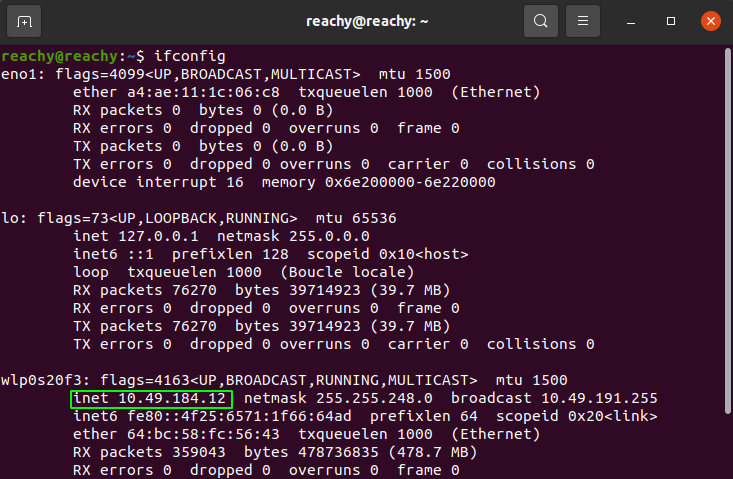 reachy@reachy: ~
reachy@reachy:~$ ifconfig
eno1: flags=4099<UP,BROADCAST,MULTICAST>  mtu 1500
        ether a4:ae:11:1c:06:c8  txqueuelen 1000  (Ethernet)
        RX packets 0  bytes 0 (0.0 B)
        RX errors 0  dropped 0  overruns 0  frame 0
        TX packets 0  bytes 0 (0.0 B)
        TX errors 0  dropped 0 overruns 0  carrier 0  collisions 0
        device interrupt 16  memory 0x6e200000-6e220000
lo: flags=73<UP,LOOPBACK,RUNNING>  mtu 65536
        inet 127.0.0.1  netmask 255.0.0.0
        inet6 ::1  prefixlen 128  scopeid 0x10<host>
        loop  txqueuelen 1000  (Boucle locale)
        RX packets 76270  bytes 39714923 (39.7 MB)
        RX errors 0  dropped 0  overruns 0  frame 0
        TX packets 76270  bytes 39714923 (39.7 MB)
        TX errors 0  dropped 0 overruns 0  carrier 0  collisions 0
wlp0s20f3: flags=4163<UP,BROADCAST,RUNNING,MULTICAST>  mtu 1500
        inet 10.49.184.12  netmask 255.255.248.0  broadcast 10.49.191.255
        inet6 fe80::4f25:6571:1f66:64ad  prefixlen 64  scopeid 0x20<link>
        ether 64:bc:58:fc:56:43  txqueuelen 1000  (Ethernet)
        RX packets 359043  bytes 478736835 (478.7 MB)
        RX errors 0  dropped 0  overruns 0  frame 0